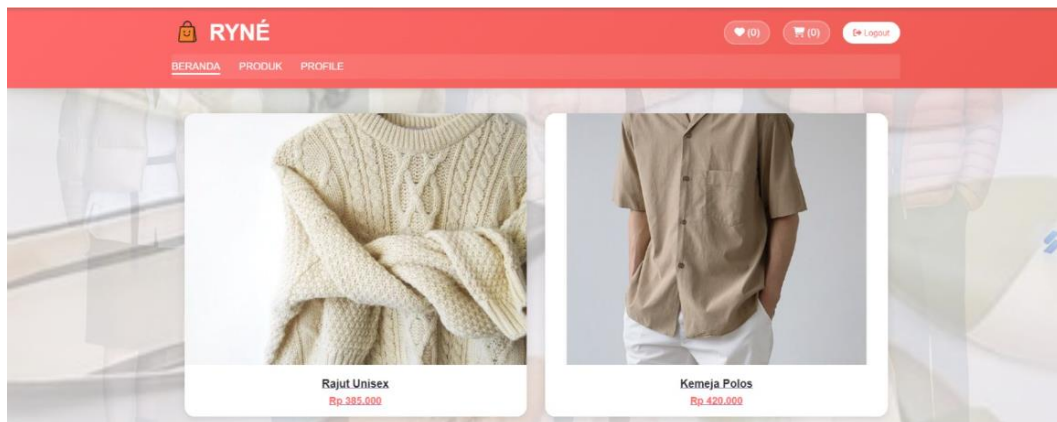 RYNÉ
(0)
(0)
Logout
BERANDA PRODUK PROFILE
Rajut Unisex
Rp 385.000
Kemeja Polos
Rp 420.000